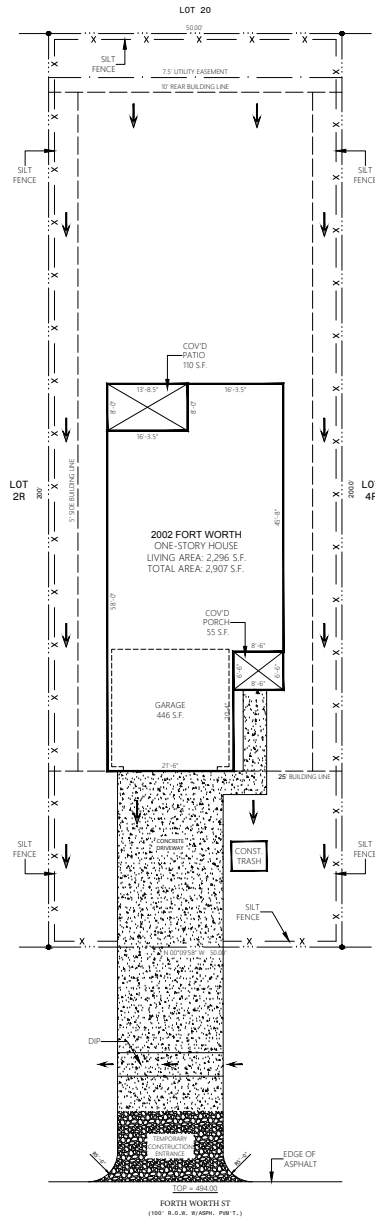 LOT 20
50.00'
SILT
FENCE
7.5' UTILITY EASEMENT
10' REAR BUILDING LINE
SILT
FENCE
SILT
FENCE
COV'D
PATIO
110 S.F.
13'-8.5"
16'-3.5"
8'-0"
8'-0"
16'-3.5"
LOT
2R
200'
5' SIDE BUILDING LINE
LOT
4R
200.0'
45'-8"
2002 FORT WORTH
ONE-STORY HOUSE
LIVING AREA: 2,296 S.F.
TOTAL AREA: 2,907 S.F.
58'-0"
COV'D
PORCH
55 S.F.
8'-6"
6'-6"
6'-6"
8'-6"
GARAGE
446 S.F.
21'-6"
25' BUILDING LINE
CONCRETE
DRIVEWAY
CONST.
TRASH
SILT
FENCE
SILT
FENCE
SILT
FENCE
N 00°09'58" W 50.00'
DIP
TEMPORARY
CONSTRUCTION
ENTRANCE
EDGE OF
ASPHALT
TOP = 494.00
FORTH WORTH ST
(100' R.O.W. W/ASPH. PVM'T.)